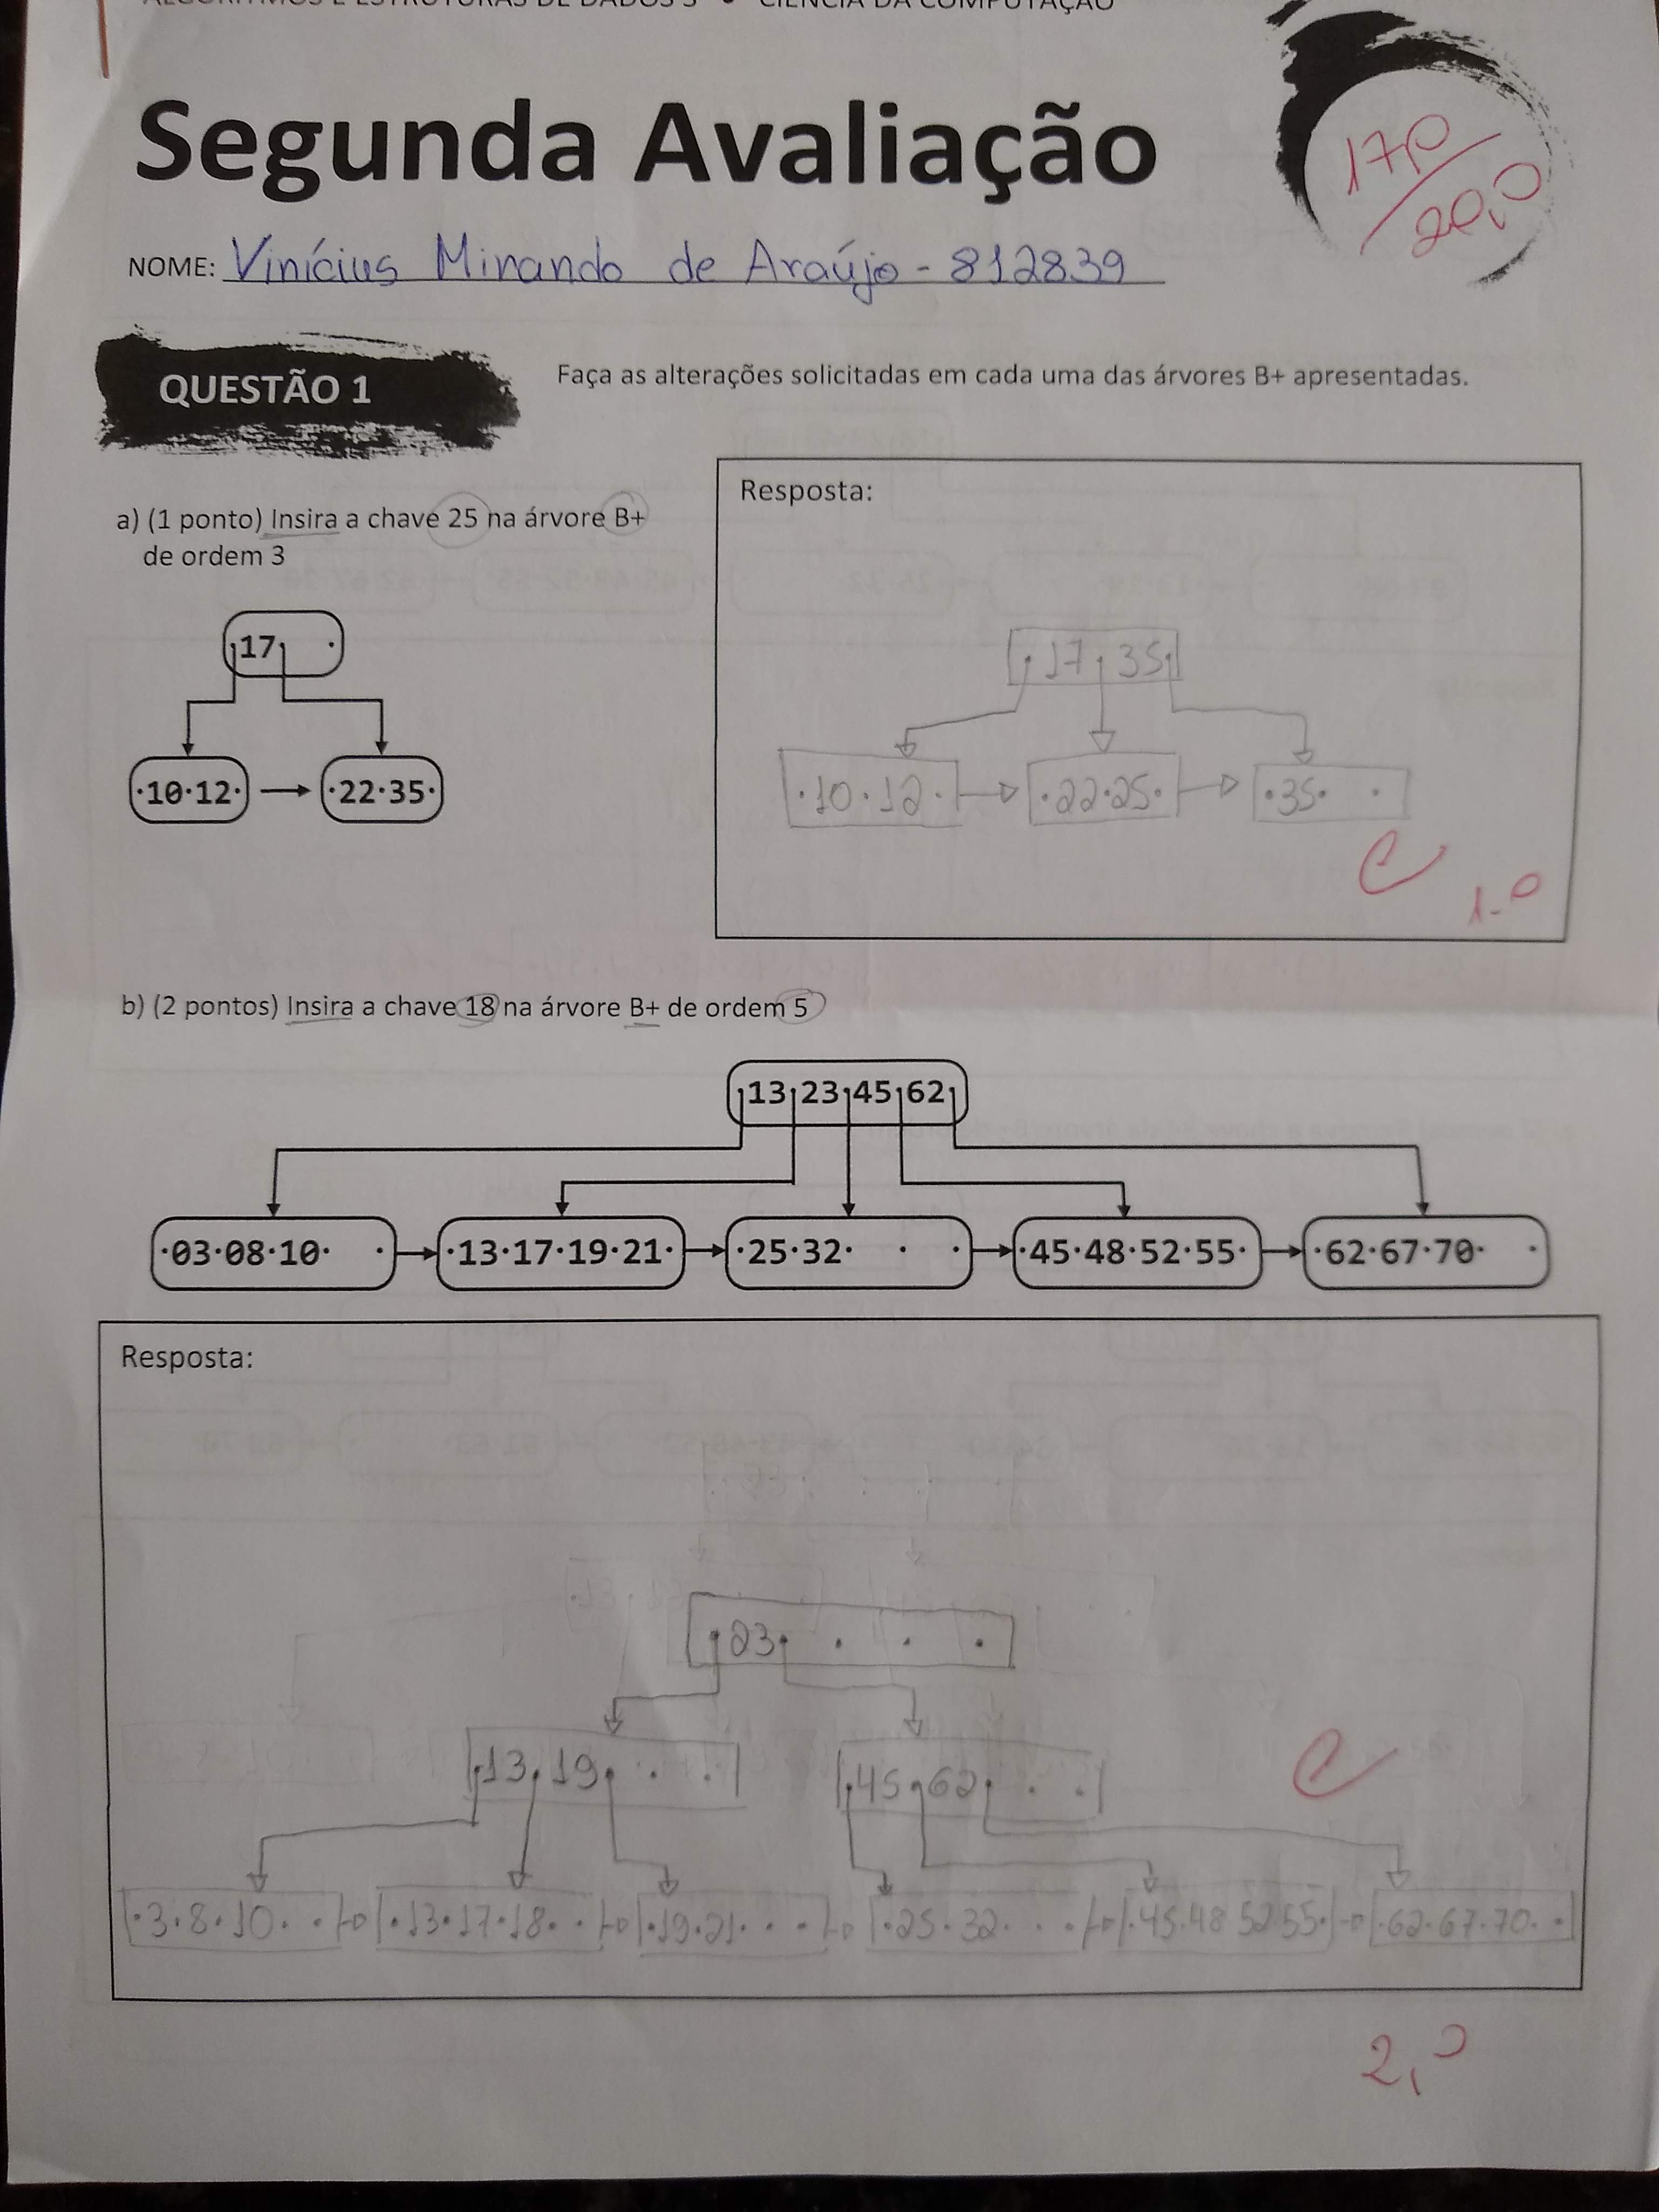 ALGORITMOS E ESTRUTURAS DE DADOS 3 • CIÊNCIA DA COMPUTAÇÃO
Segunda Avaliação
17,0
20,0
NOME: Vinícius Miranda de Araújo - 812839
QUESTÃO 1
Faça as alterações solicitadas em cada uma das árvores B+ apresentadas.
a) (1 ponto) Insira a chave 25 na árvore B+
de ordem 3
17
·10·12· ·22·35·
Resposta:
·17·35·
·10·12· ·22·25· ·35· ·
C
1,0
b) (2 pontos) Insira a chave 18 na árvore B+ de ordem 5
·13·23·45·62·
·03·08·10· · ·13·17·19·21· ·25·32· · · ·45·48·52·55· ·62·67·70· ·
Resposta:
·23· · · ·
·13·19· · · ·45·62· · ·
C
·3·8·10· · ·13·17·18· · ·19·21· · · ·25·32· · · ·45·48 52 55· ·62·67·70· ·
2,0